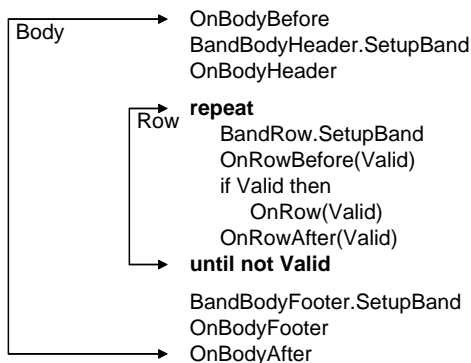 Body
OnBodyBefore
BandBodyHeader.SetupBand
OnBodyHeader
Row
repeat
BandRow.SetupBand
OnRowBefore(Valid)
if Valid then
OnRow(Valid)
OnRowAfter(Valid)
until not Valid
BandBodyFooter.SetupBand
OnBodyFooter
OnBodyAfter